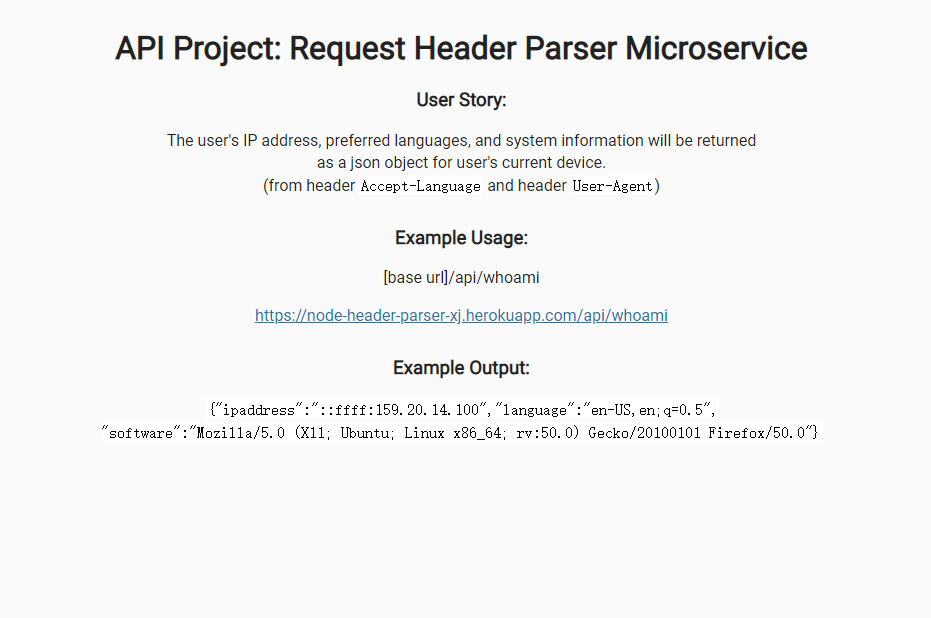 API Project: Request Header Parser Microservice
User Story:
The user's IP address, preferred languages, and system information will be returned
as a json object for user's current device.
(from header Accept-Language and header User-Agent)
Example Usage:
[base url]/api/whoami
https://node-header-parser-xj.herokuapp.com/api/whoami
Example Output:
{"ipaddress":"::ffff:159.20.14.100","language":"en-US,en;q=0.5",
"software":"Mozilla/5.0 (X11; Ubuntu; Linux x86_64; rv:50.0) Gecko/20100101 Firefox/50.0"}